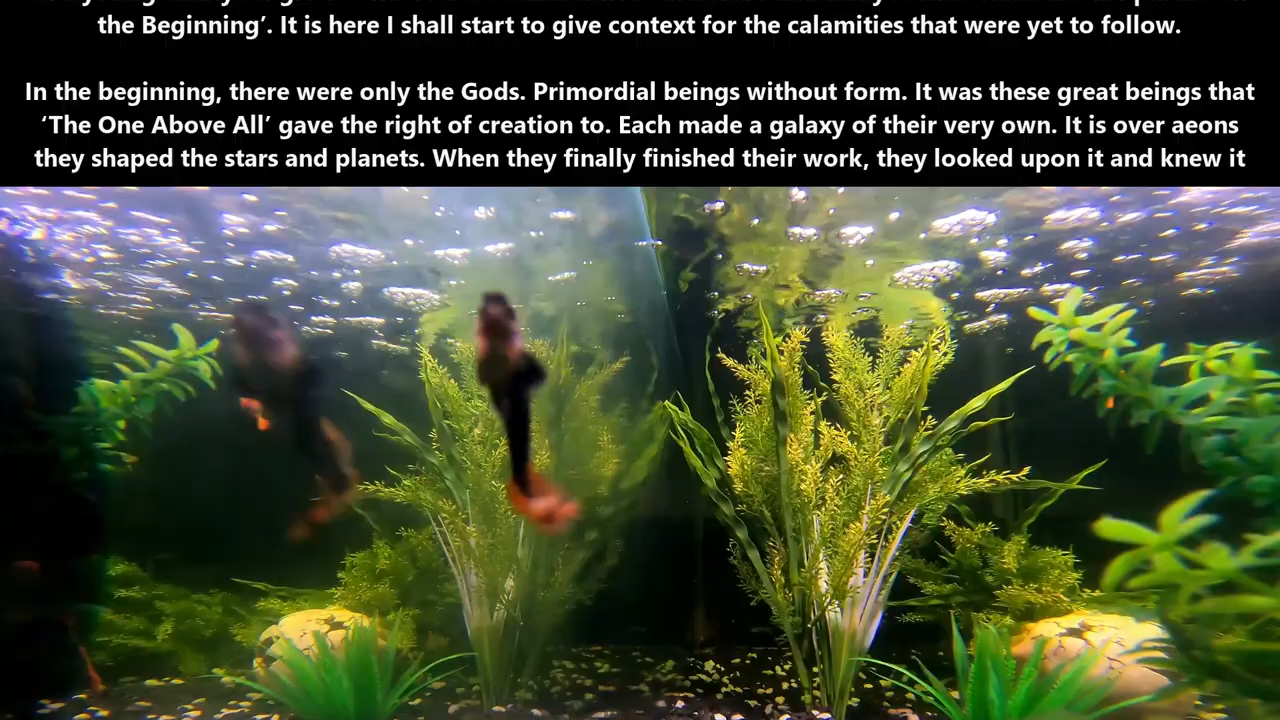 the Beginning’. It is here I shall start to give context for the calamities that were yet to follow.
In the beginning, there were only the Gods. Primordial beings without form. It was these great beings that
‘The One Above All’ gave the right of creation to. Each made a galaxy of their very own. It is over aeons
they shaped the stars and planets. When they finally finished their work, they looked upon it and knew it